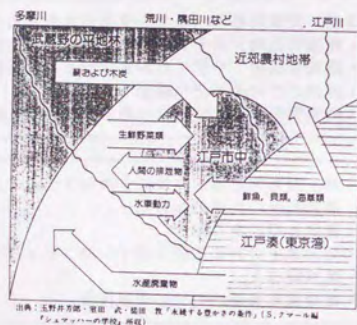 多摩川 荒川・隅田川など 江戸川
武蔵野の平地林
近郊農村地帯
薪および木炭
生鮮野菜類
江戸市中
人間の排泄物
鮮魚,貝類,海草類
水車動力
江戸湊(東京湾)
水産廃棄物
出典:玉野井芳郎・室田 武・槌田 敦「永続する豊かさの条件」(S.クマール編
『シュマッハーの学校』所収)